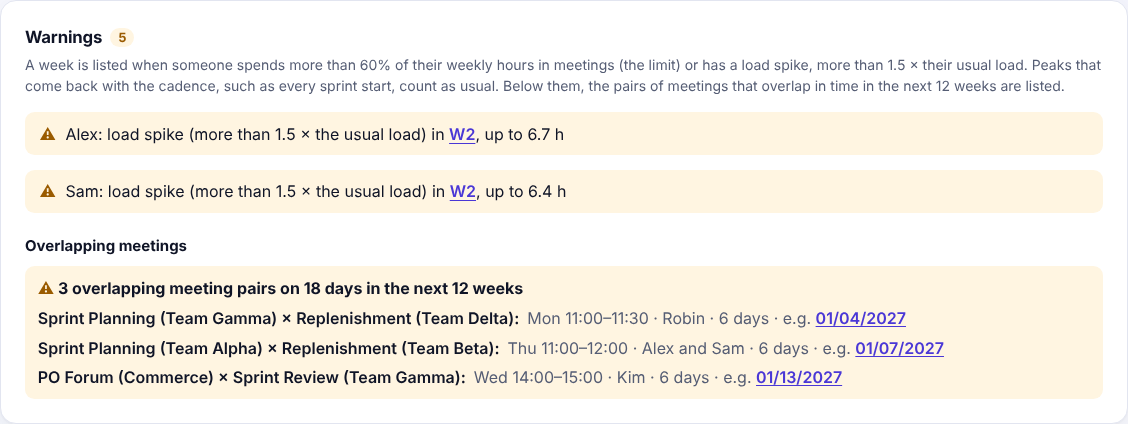 Warnings 5
A week is listed when someone spends more than 60% of their weekly hours in meetings (the limit) or has a load spike, more than 1.5 × their usual load. Peaks that
come back with the cadence, such as every sprint start, count as usual. Below them, the pairs of meetings that overlap in time in the next 12 weeks are listed.
Alex: load spike (more than 1.5 × the usual load) in W2, up to 6.7 h
Sam: load spike (more than 1.5 × the usual load) in W2, up to 6.4 h
Overlapping meetings
3 overlapping meeting pairs on 18 days in the next 12 weeks
Sprint Planning (Team Gamma) × Replenishment (Team Delta): Mon 11:00–11:30 · Robin · 6 days · e.g. 01/04/2027
Sprint Planning (Team Alpha) × Replenishment (Team Beta): Thu 11:00–12:00 · Alex and Sam · 6 days · e.g. 01/07/2027
PO Forum (Commerce) × Sprint Review (Team Gamma): Wed 14:00–15:00 · Kim · 6 days · e.g. 01/13/2027